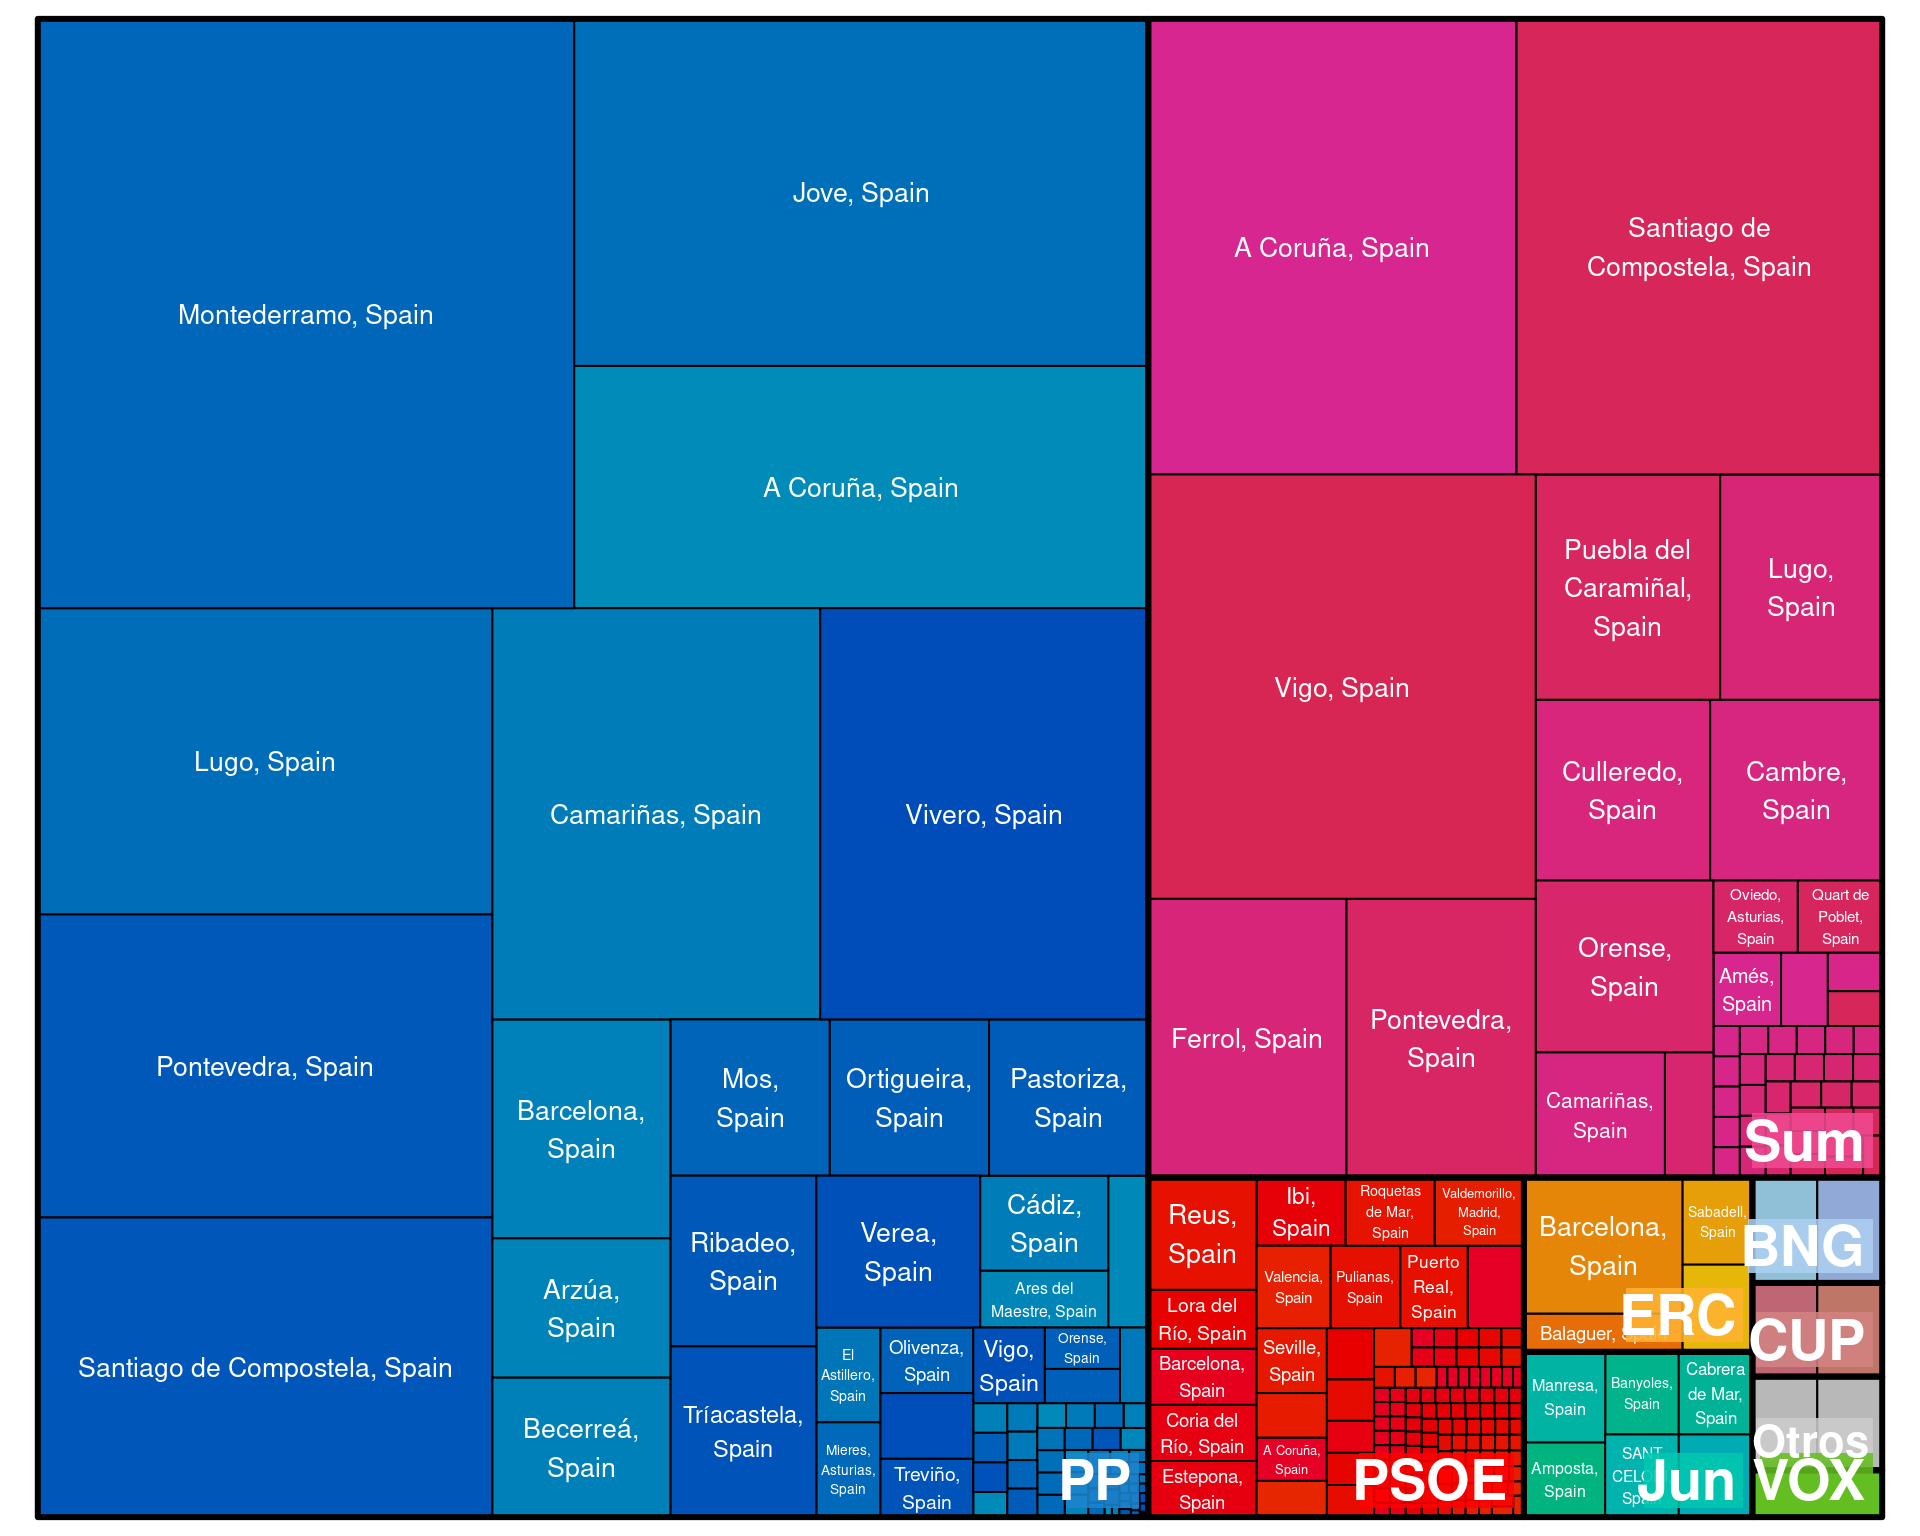 Montederramo, Spain
Jove, Spain
A Coruña, Spain
Lugo, Spain
Pontevedra, Spain
Santiago de Compostela, Spain
Camariñas, Spain
Vivero, Spain
Barcelona,
Spain
Arzúa,
Spain
Becerreá,
Spain
Mos,
Spain
Ortigueira,
Spain
Pastoriza,
Spain
Ribadeo,
Spain
Tríacastela,
Spain
Verea,
Spain
Cádiz,
Spain
Ares del
Maestre, Spain
El
Astillero,
Spain
Mieres,
Asturias,
Spain
Olivenza,
Spain
Treviño,
Spain
Vigo,
Spain
Orense,
Spain
PP
A Coruña, Spain
Santiago de
Compostela, Spain
Vigo, Spain
Puebla del
Caramiñal,
Spain
Lugo,
Spain
Culleredo,
Spain
Cambre,
Spain
Ferrol, Spain
Pontevedra,
Spain
Orense,
Spain
Camariñas,
Spain
Oviedo,
Asturias,
Spain
Quart de
Poblet,
Spain
Amés,
Spain
Sum
Reus,
Spain
Lora del
Río, Spain
Barcelona,
Spain
Coria del
Río, Spain
Estepona,
Spain
Ibi,
Spain
Roquetas
de Mar,
Spain
Valdemorillo,
Madrid,
Spain
Valencia,
Spain
Pulianas,
Spain
Puerto
Real,
Spain
Seville,
Spain
A Coruña,
Spain
PSOE
Barcelona,
Spain
Sabadell,
Spain
Balaguer, Spain
ERC
Manresa,
Spain
Banyoles,
Spain
Cabrera
de Mar,
Spain
Amposta,
Spain
SANT
Jun
BNG
CUP
Otros
VOX